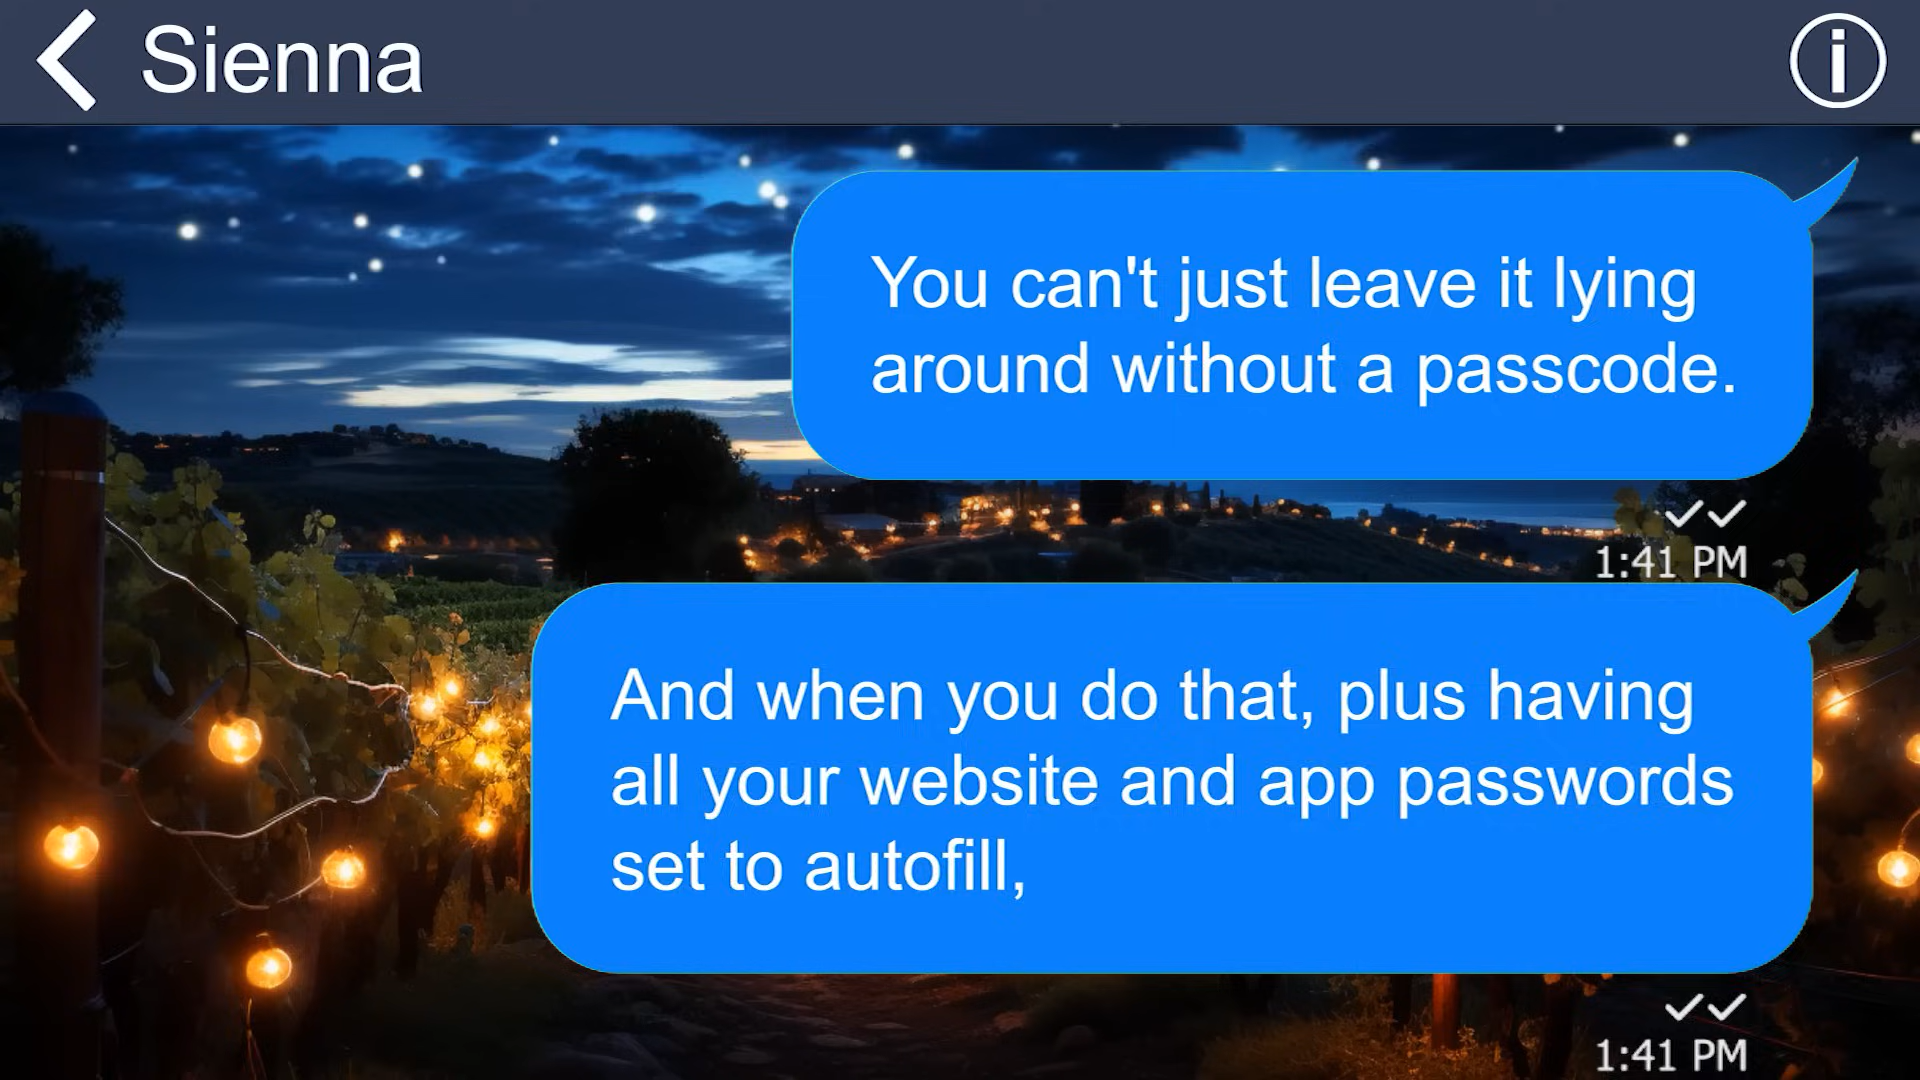 Sienna
You can't just leave it lying
around without a passcode.
1:41 PM
And when you do that, plus having
all your website and app passwords
set to autofill,
1:41 PM